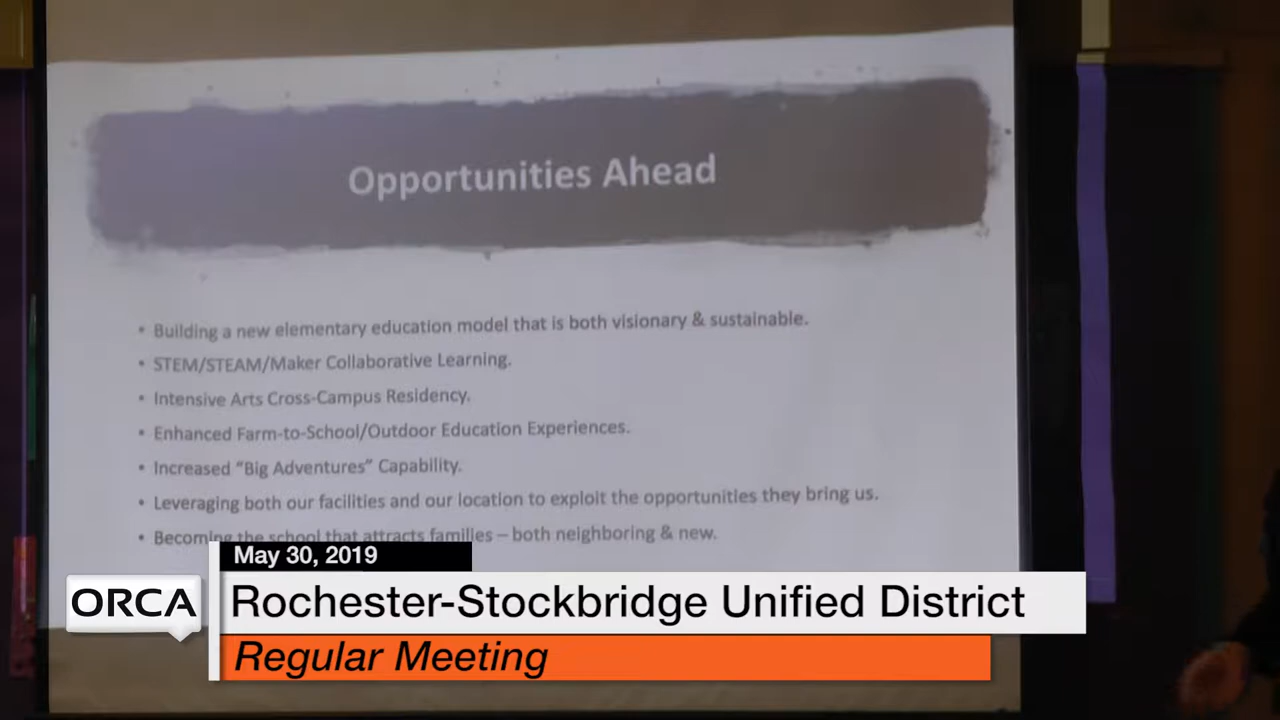 Opportunities Ahead
• Building a new elementary education model that is both visionary & sustainable.
• STEM/STEAM/Maker Collaborative Learning.
• Intensive Arts Cross-Campus Residency.
• Enhanced Farm-to-School/Outdoor Education Experiences.
• Increased “Big Adventures” Capability.
• Leveraging both our facilities and our location to exploit the opportunities they bring us.
• Becoming the school that attracts families – both neighboring & new.
May 30, 2019
ORCA
Rochester-Stockbridge Unified District
Regular Meeting